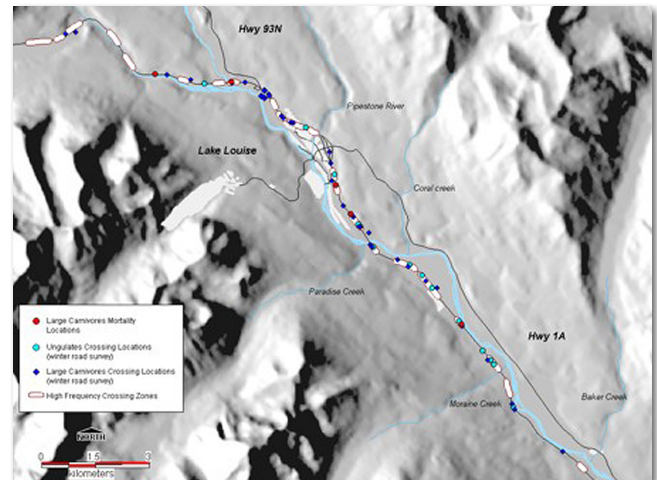 Hwy 93N
Pipestone River
Lake Louise
Coral creek
Paradise Creek
Hwy 1A
Moraine Creek
Baker Creek
Large Carnivores Mortality
Locations
Ungulates Crossing Locations
(winter road survey)
Large Carnivores Crossing Locations
(winter road survey)
High Frequency Crossing Zones
NORTH
0 1.5 3
kilometers